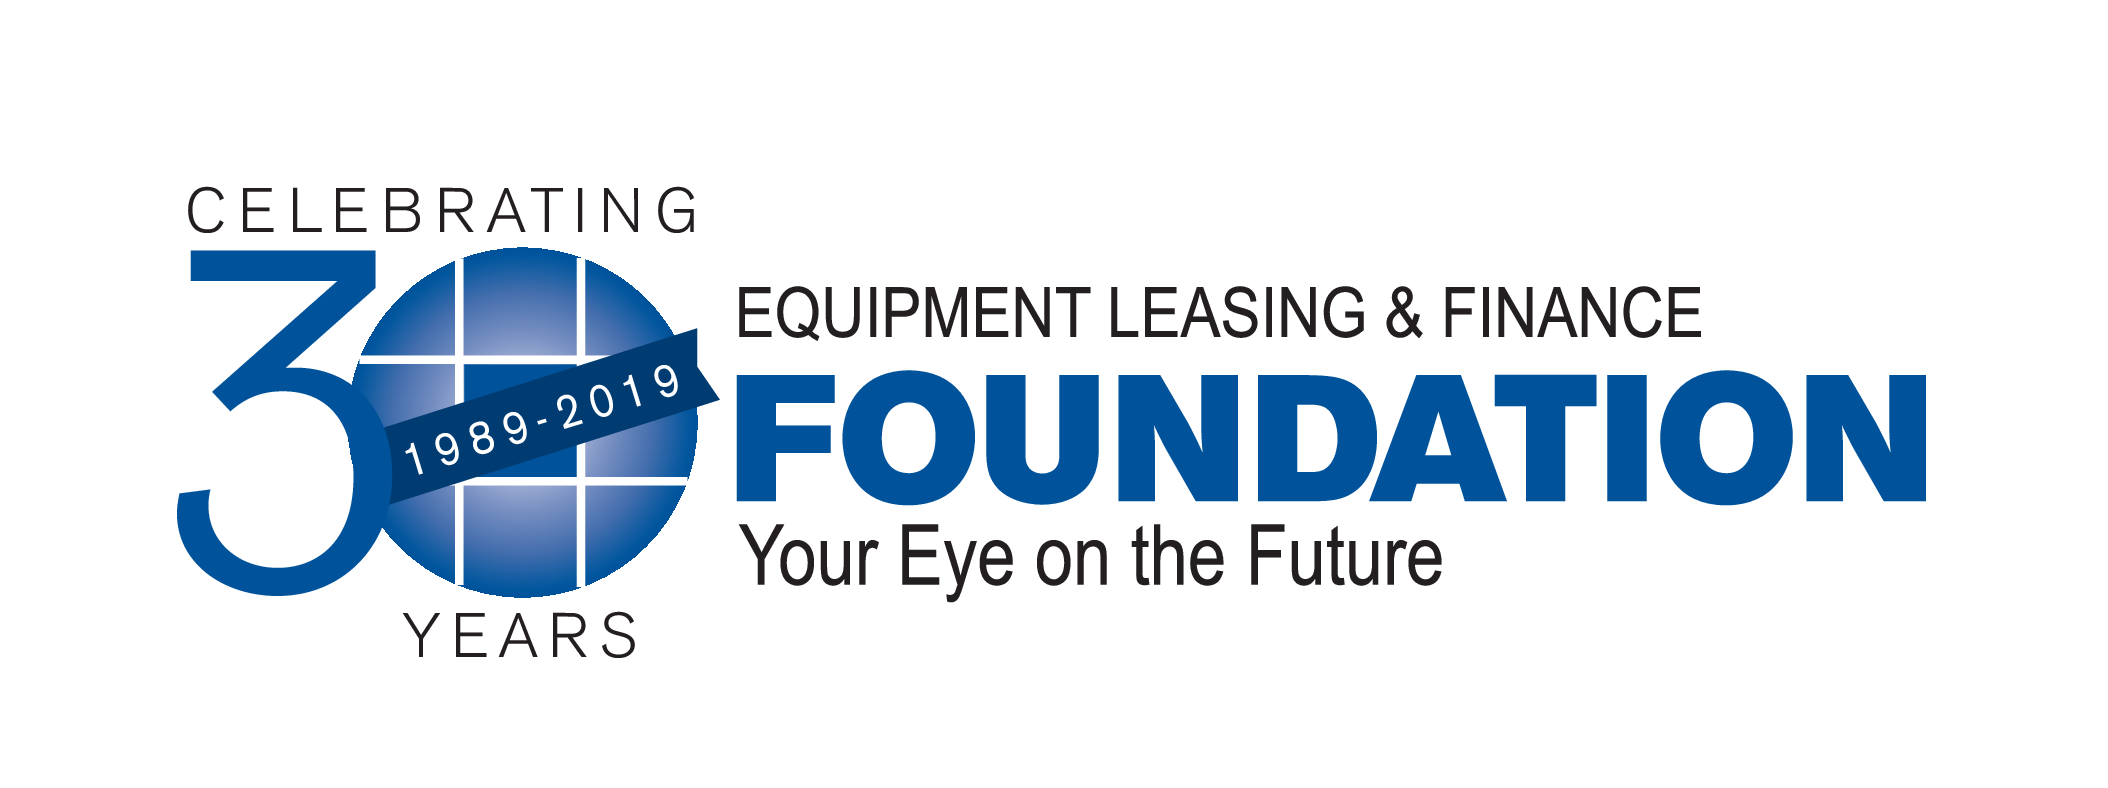 CELEBRATING
30
1989-2019
YEARS
EQUIPMENT LEASING & FINANCE
FOUNDATION
Your Eye on the Future